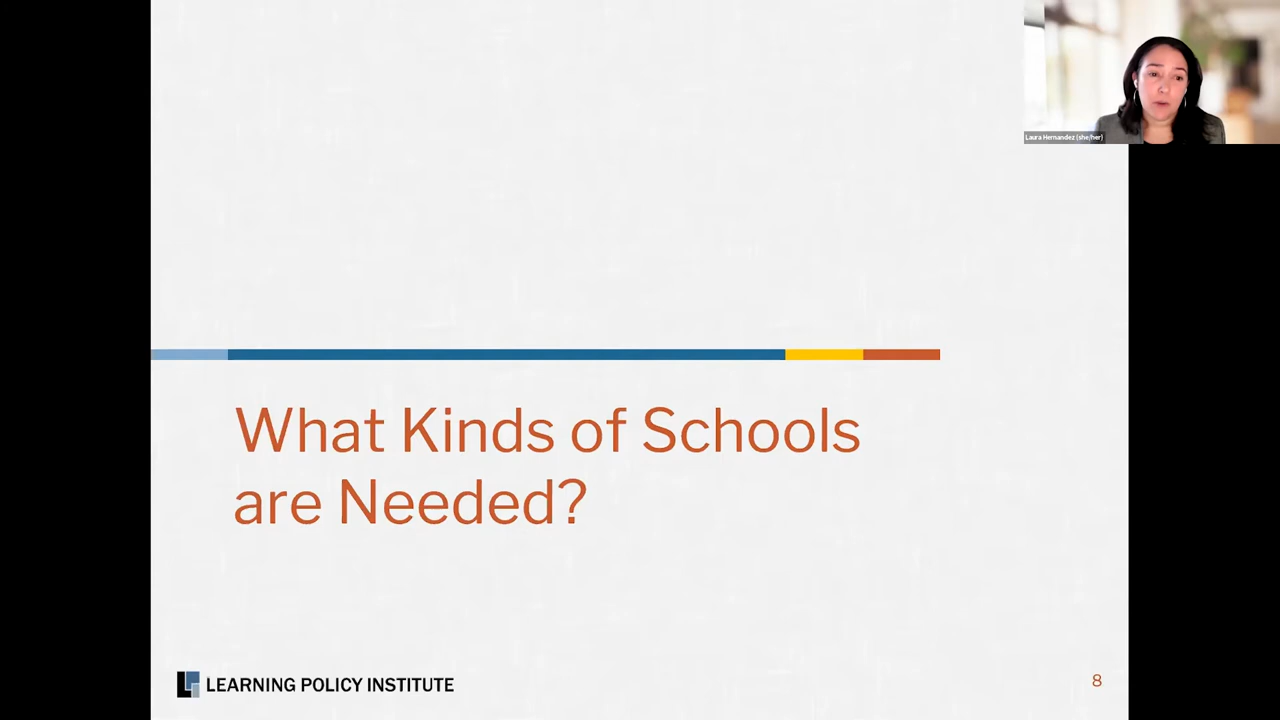 Laura Hernandez (she/her)
What Kinds of Schools
are Needed?
LEARNING POLICY INSTITUTE
8